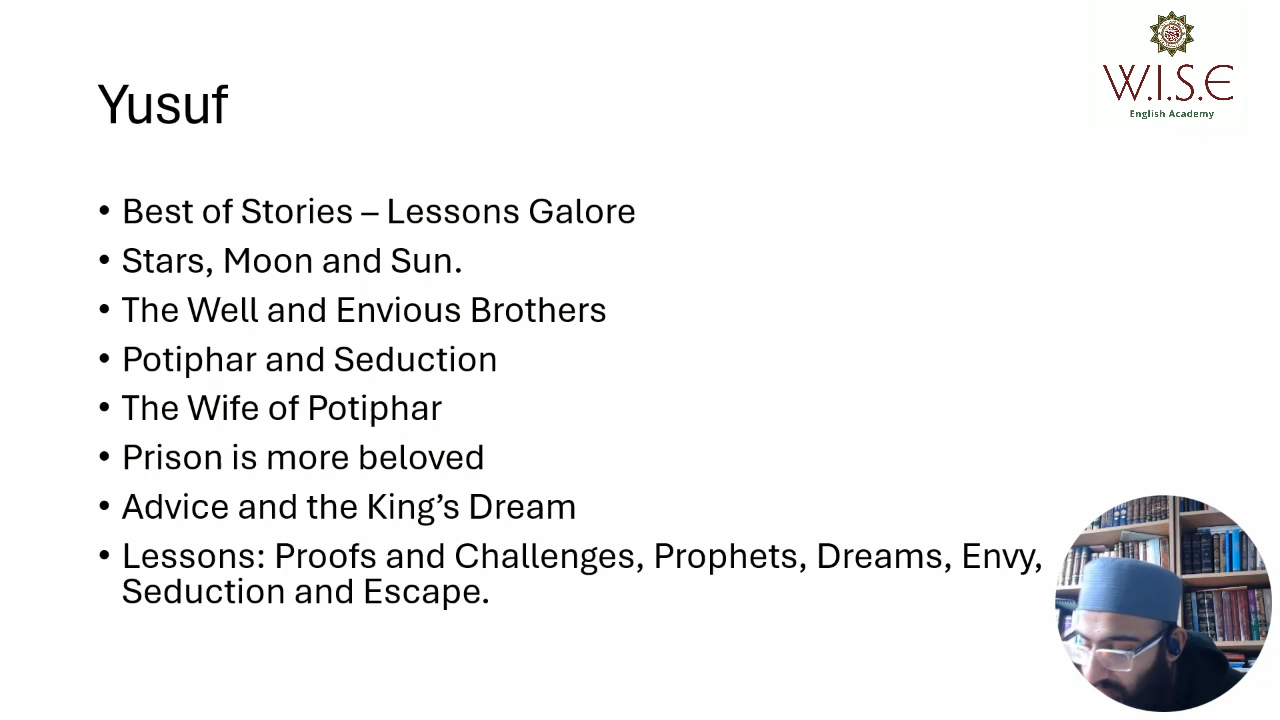 W.I.S.E
English Academy
Yusuf
• Best of Stories – Lessons Galore
• Stars, Moon and Sun.
• The Well and Envious Brothers
• Potiphar and Seduction
• The Wife of Potiphar
• Prison is more beloved
• Advice and the King’s Dream
• Lessons: Proofs and Challenges, Prophets, Dreams, Envy,
Seduction and Escape.